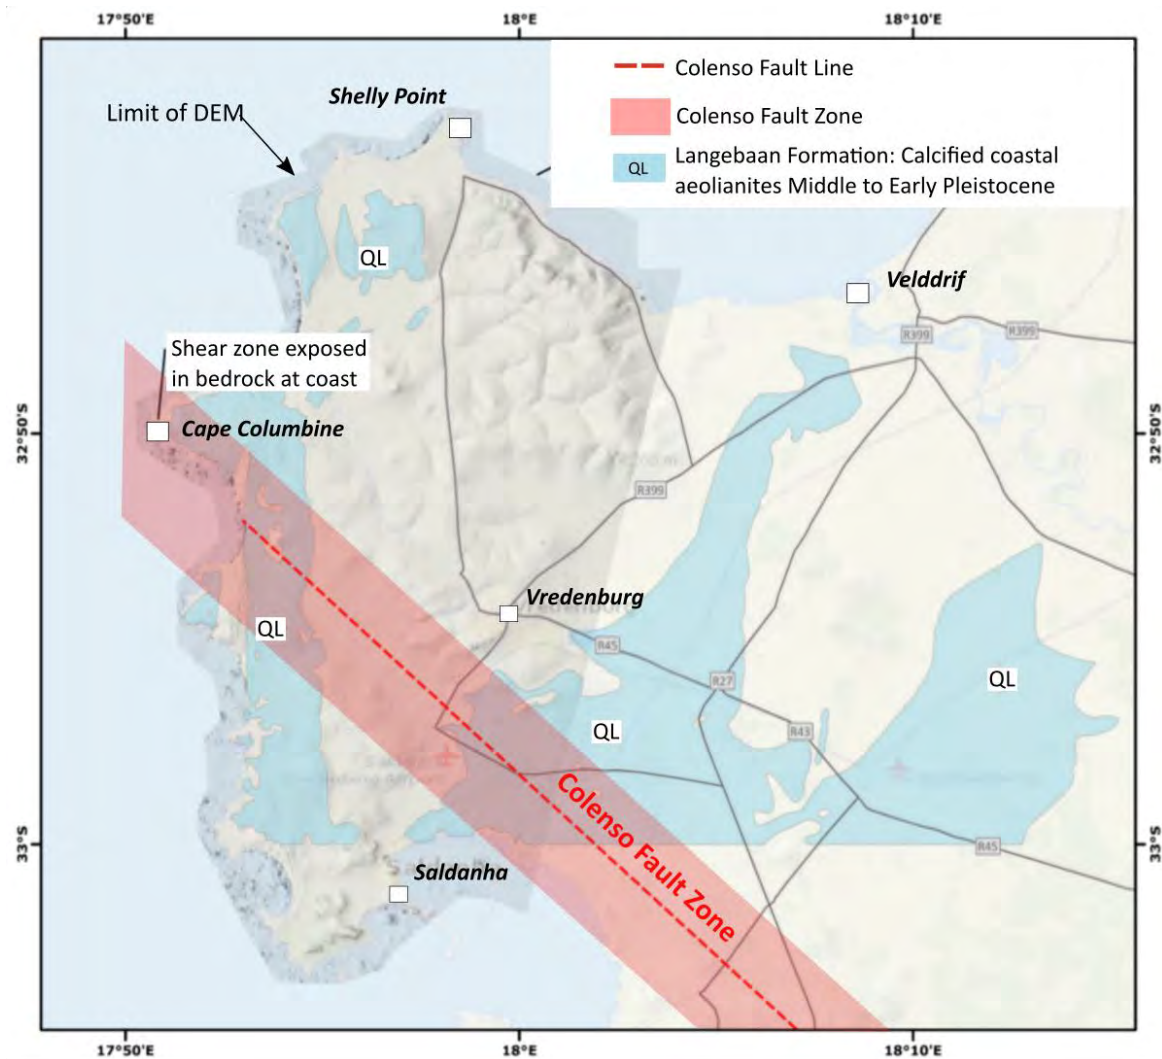 17°50'E
18°E
18°10'E
Colenso Fault Line
Colenso Fault Zone
QL
Langebaan Formation: Calcified coastal
aeolianites Middle to Early Pleistocene
Shelly Point
Limit of DEM
QL
Velddrif
R399
R399
Shear zone exposed
in bedrock at coast
Cape Columbine
32°50'S
32°50'S
R399
Vredenburg
QL
R45
R27
QL
QL
R43
Colenso Fault Zone
33°S
33°S
R45
Saldanha
17°50'E
18°E
18°10'E